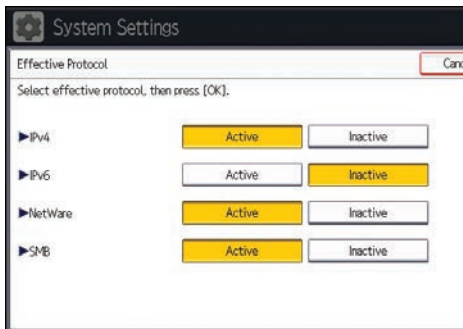 System Settings
Effective Protocol
Select effective protocol, then press [OK].
►IPv4 Active Inactive
►IPv6 Active Inactive
►NetWare Active Inactive
►SMB Active Inactive